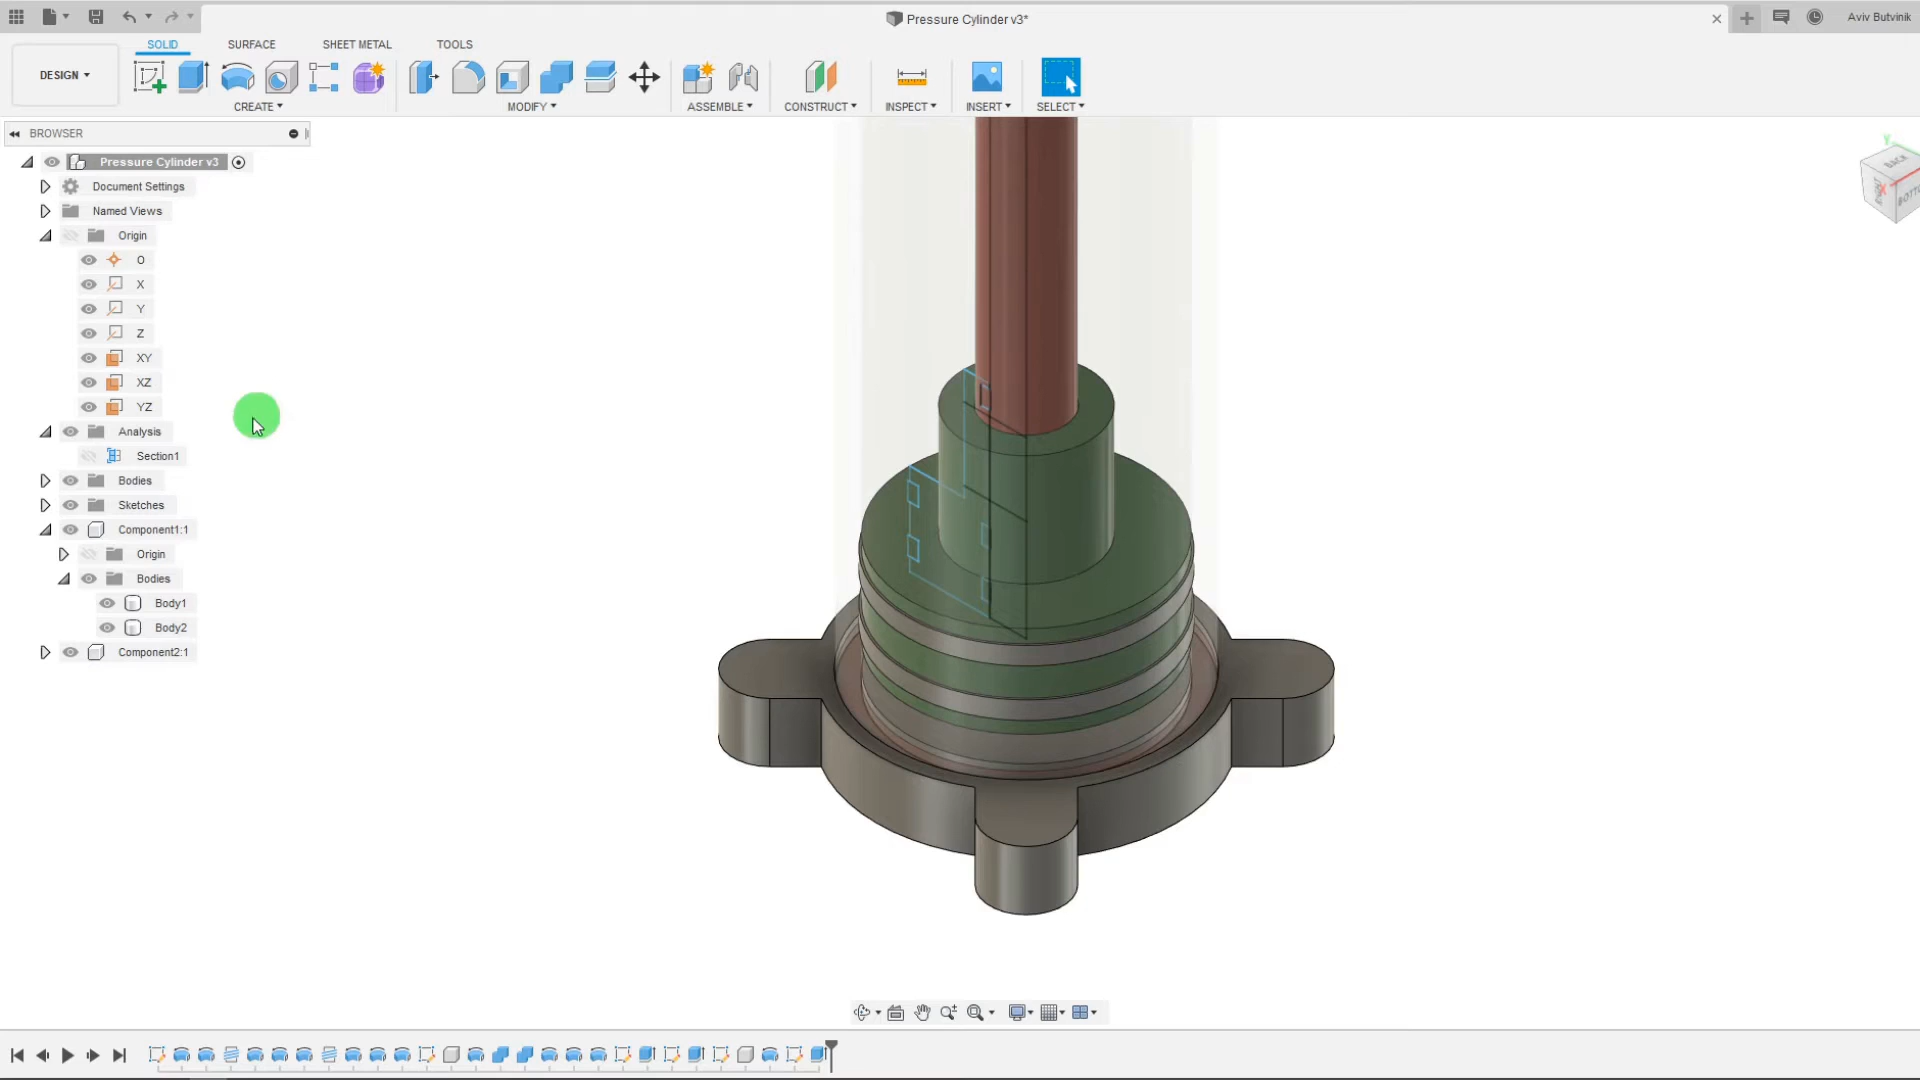 Pressure Cylinder v3*
Aviv Butvinik
SOLID
SURFACE
SHEET METAL
TOOLS
DESIGN
CREATE
MODIFY
ASSEMBLE
CONSTRUCT
INSPECT
INSERT
SELECT
BROWSER
Pressure Cylinder v3
Document Settings
Named Views
Origin
O
X
Y
Z
XY
XZ
YZ
Analysis
Section1
Bodies
Sketches
Component1:1
Origin
Bodies
Body1
Body2
Component2:1
Y
BACK
X